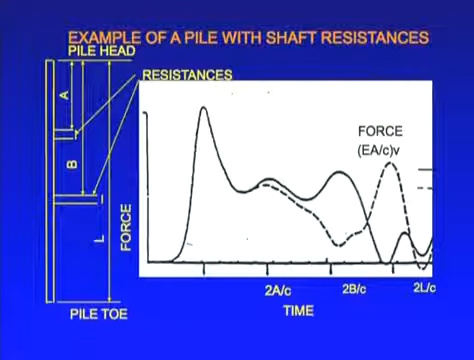 EXAMPLE OF A PILE WITH SHAFT RESISTANCES
PILE HEAD
RESISTANCES
A
B
L
FORCE
FORCE
(EA/c)v
2A/c
2B/c
2L/c
TIME
PILE TOE